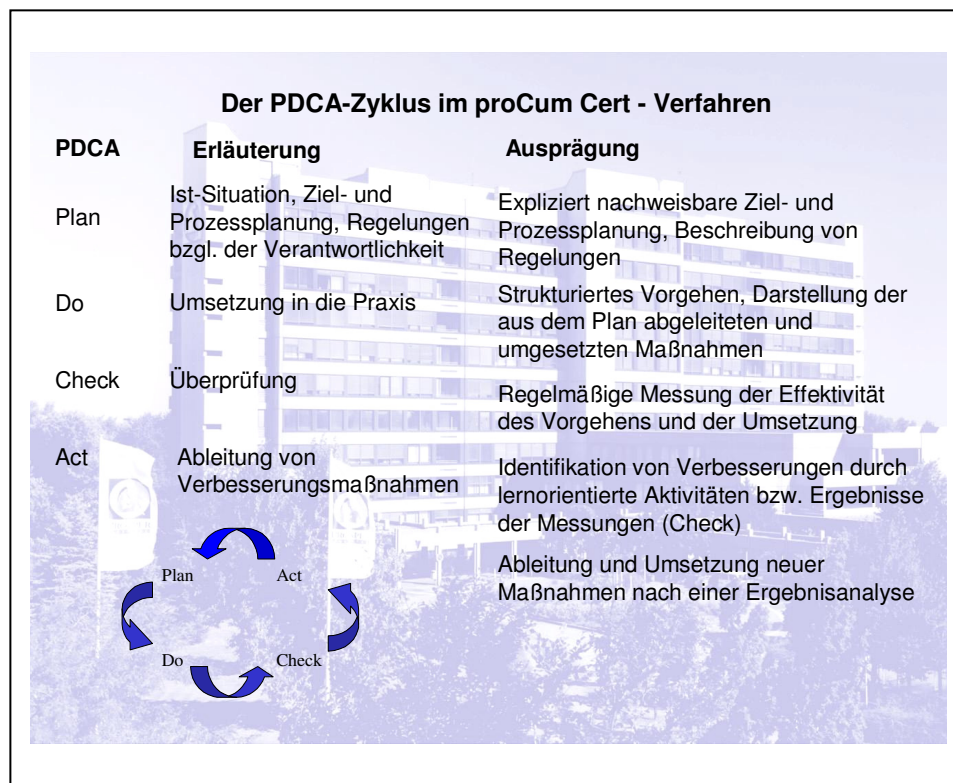 Der PDCA-Zyklus im proCum Cert - Verfahren
PDCA
Erläuterung
Ausprägung
Plan
Ist-Situation, Ziel- und
Prozessplanung, Regelungen
bzgl. der Verantwortlichkeit
Expliziert nachweisbare Ziel- und
Prozessplanung, Beschreibung von
Regelungen
Do
Umsetzung in die Praxis
Strukturiertes Vorgehen, Darstellung der
aus dem Plan abgeleiteten und
umgesetzten Maßnahmen
Check
Überprüfung
Regelmäßige Messung der Effektivität
des Vorgehens und der Umsetzung
Act
Ableitung von
Verbesserungsmaßnahmen
Identifikation von Verbesserungen durch
lernorientierte Aktivitäten bzw. Ergebnisse
der Messungen (Check)
Ableitung und Umsetzung neuer
Maßnahmen nach einer Ergebnisanalyse
Plan
Act
Do
Check